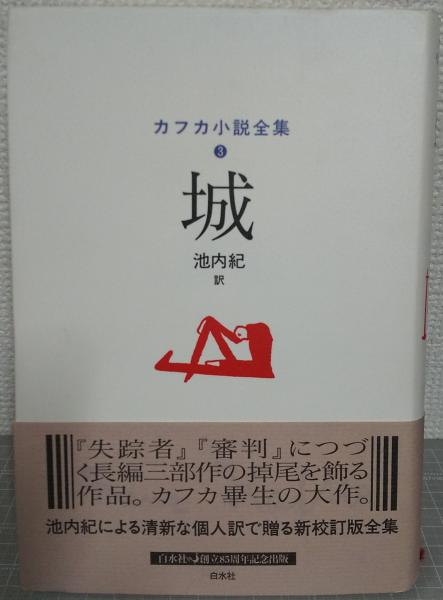 カフカ小説全集
3
城
池内紀
訳
『失踪者』『審判』につづ
く長編三部作の掉尾を飾る
作品。カフカ畢生の大作。
池内紀による清新な個人訳で贈る新校訂版全集
白水社創立85周年記念出版
白水社